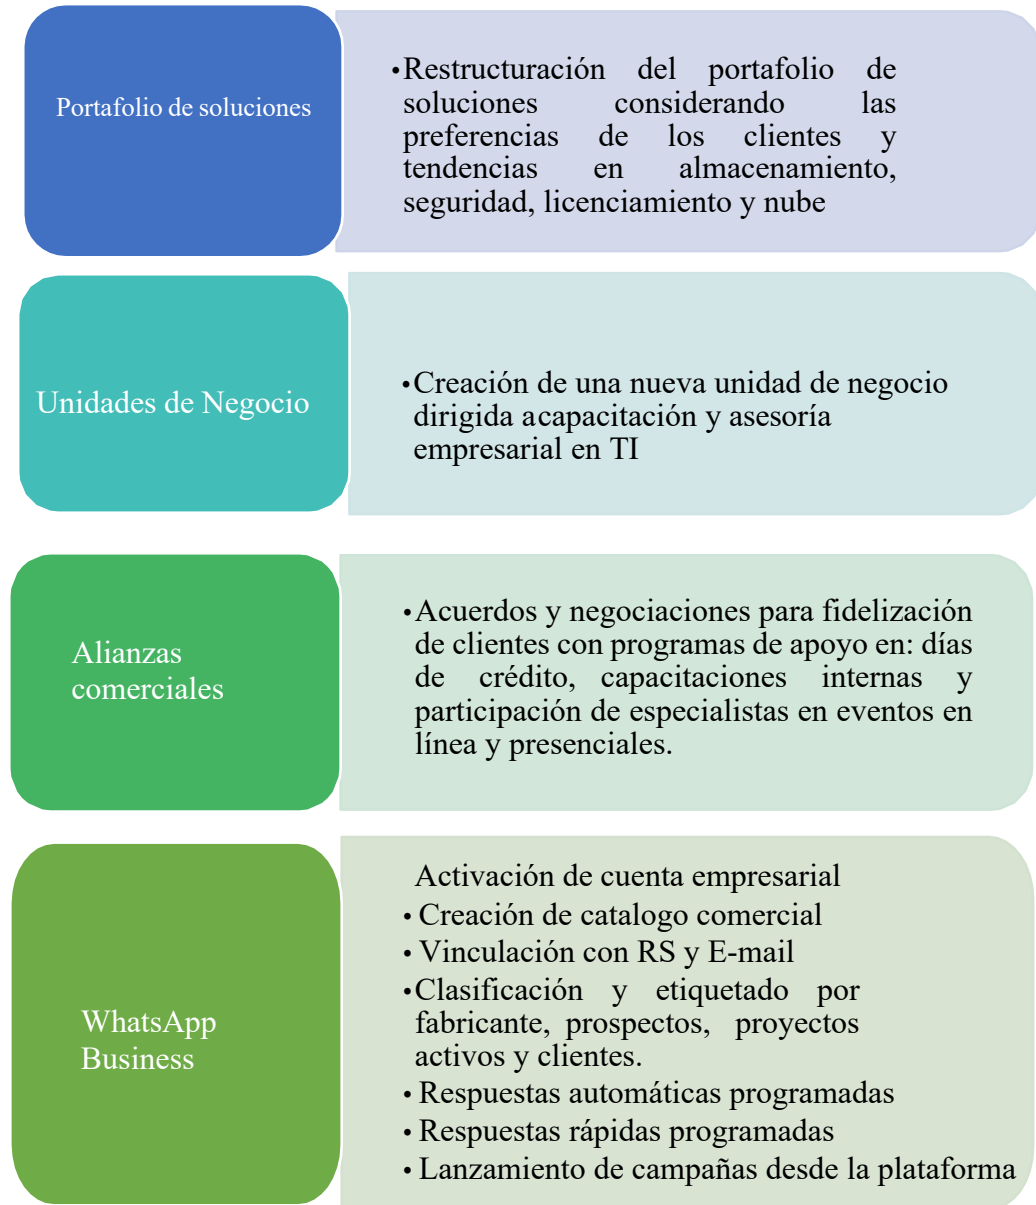 Portafolio de soluciones
•Restructuración del portafolio de
soluciones considerando las
preferencias de los clientes y
tendencias en almacenamiento,
seguridad, licenciamiento y nube
Unidades de Negocio
•Creación de una nueva unidad de negocio
dirigida acapacitación y asesoría
empresarial en TI
Alianzas
comerciales
•Acuerdos y negociaciones para fidelización
de clientes con programas de apoyo en: días
de crédito, capacitaciones internas y
participación de especialistas en eventos en
línea y presenciales.
WhatsApp
Business
Activación de cuenta empresarial
• Creación de catalogo comercial
• Vinculación con RS y E-mail
•Clasificación y etiquetado por
fabricante, prospectos, proyectos
activos y clientes.
• Respuestas automáticas programadas
• Respuestas rápidas programadas
• Lanzamiento de campañas desde la plataforma